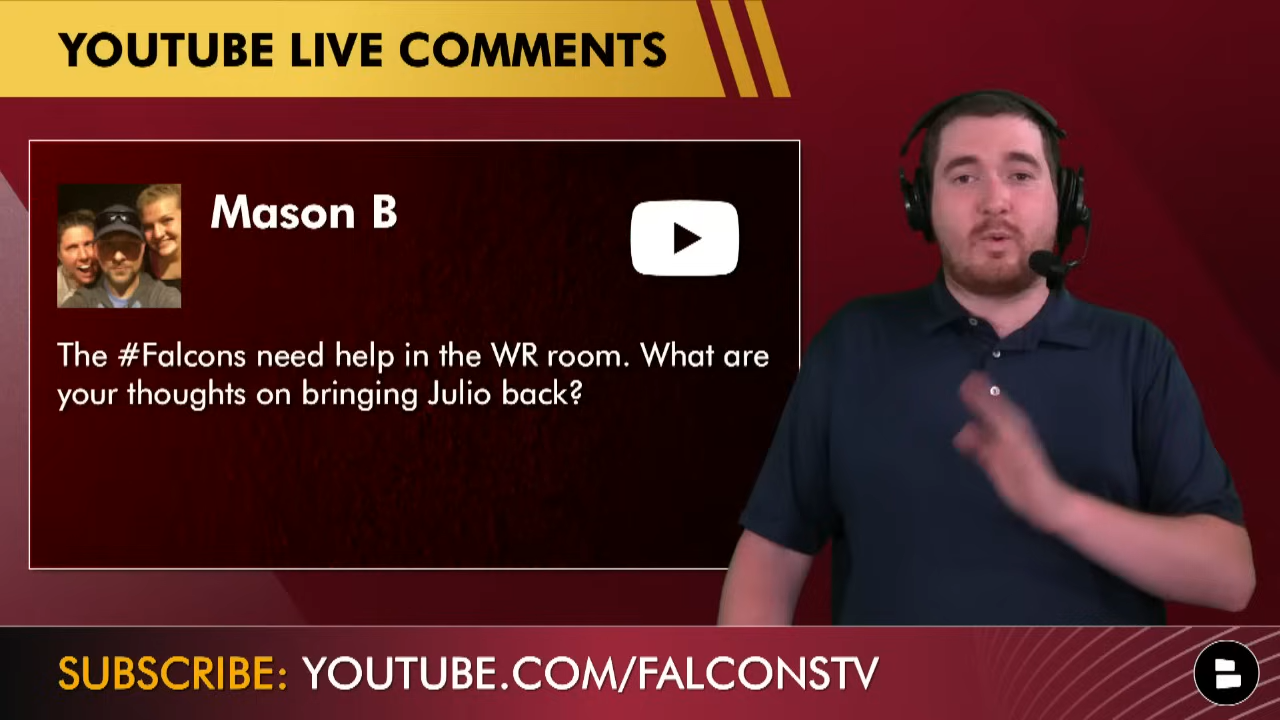 YOUTUBE LIVE COMMENTS
Mason B
The #Falcons need help in the WR room. What are
your thoughts on bringing Julio back?
SUBSCRIBE: YOUTUBE.COM/FALCONSTV